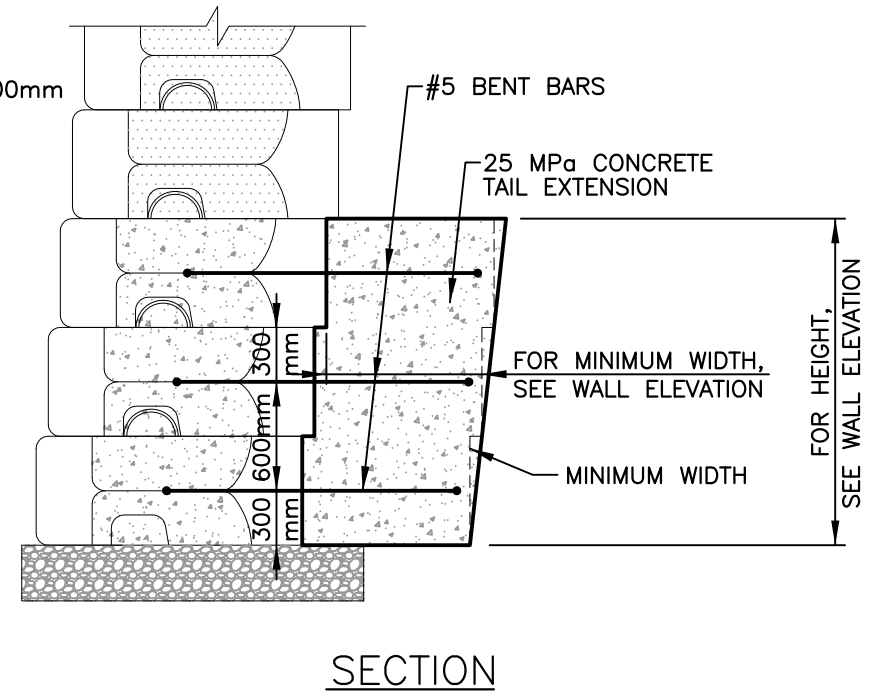 #5 BENT BARS
25 MPa CONCRETE
TAIL EXTENSION
300
mm
600mm
300
mm
FOR MINIMUM WIDTH,
SEE WALL ELEVATION
MINIMUM WIDTH
FOR HEIGHT,
SEE WALL ELEVATION
SECTION